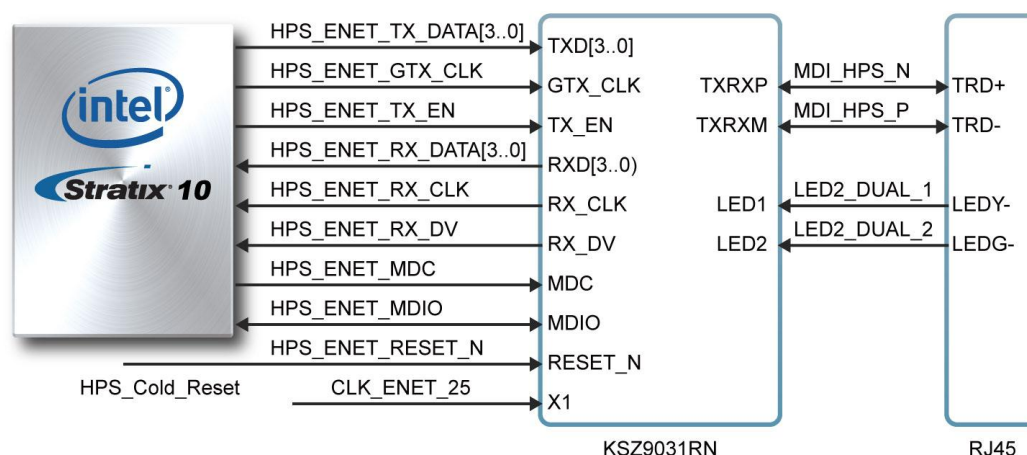 intel
Stratix 10
HPS_ENET_TX_DATA[3..0]
TXD[3..0]
HPS_ENET_GTX_CLK
GTX_CLK
HPS_ENET_TX_EN
TX_EN
HPS_ENET_RX_DATA[3..0]
RXD[3..0)
HPS_ENET_RX_CLK
RX_CLK
HPS_ENET_RX_DV
RX_DV
HPS_ENET_MDC
MDC
HPS_ENET_MDIO
MDIO
HPS_ENET_RESET_N
RESET_N
HPS_Cold_Reset
CLK_ENET_25
X1
TXRXP
MDI_HPS_N
TRD+
TXRXM
MDI_HPS_P
TRD-
LED1
LED2_DUAL_1
LEDY-
LED2
LED2_DUAL_2
LEDG-
KSZ9031RN
RJ45